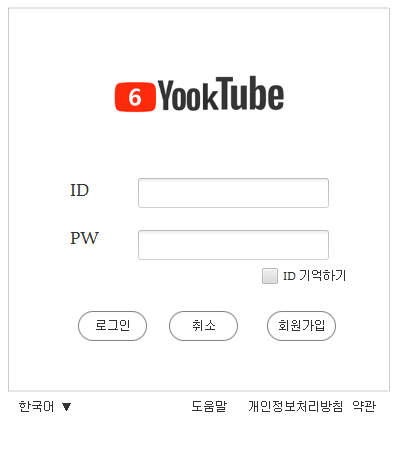 6 YookTube
ID
PW
ID 기억하기
로그인 취소 회원가입
한국어 ▼ 도움말 개인정보처리방침 약관